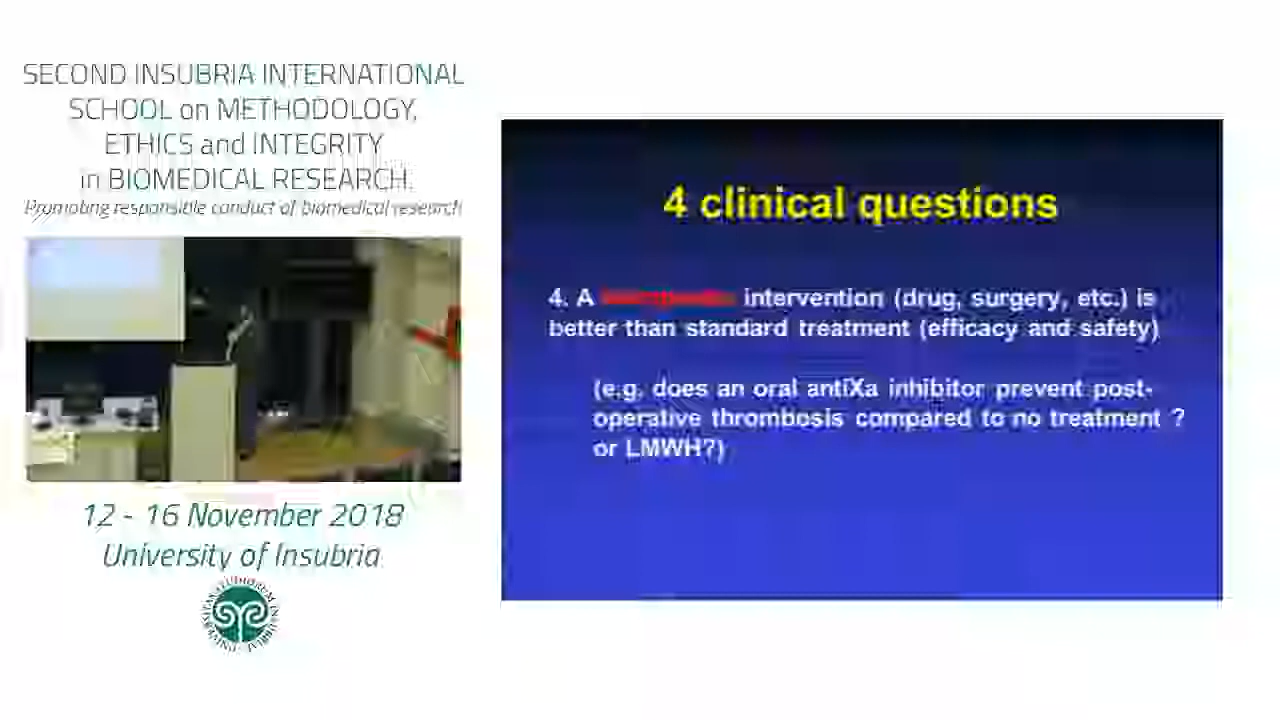 SECOND INSUBRIA INTERNATIONAL
SCHOOL on METHODOLOGY,
ETHICS and INTEGRITY
in BIOMEDICAL RESEARCH.
Promoting responsible conduct of biomedical research
12 - 16 November 2018
University of Insubria
4 clinical questions
4. A intervention (drug, surgery, etc.) is
better than standard treatment (efficacy and safety)
(e.g. does an oral antiXa inhibitor prevent post-
operative thrombosis compared to no treatment ?
or LMWH?)